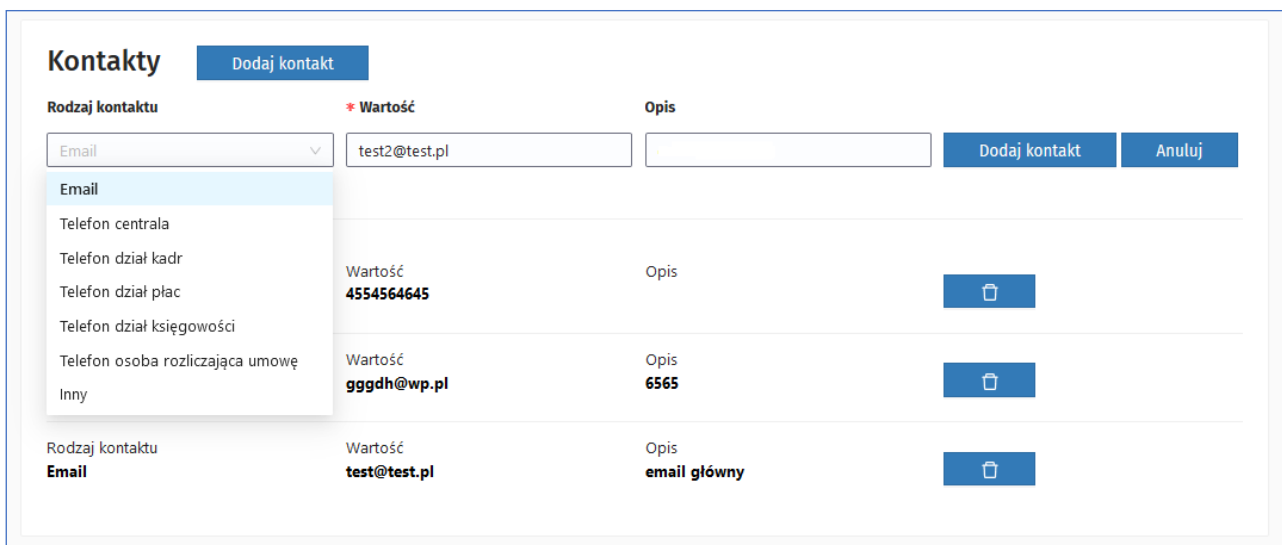 Kontakty Dodaj kontakt
Rodzaj kontaktu * Wartość Opis
Email test2@test.pl Dodaj kontakt Anuluj
Email
Telefon centrala
Telefon dział kadr
Telefon dział płac
Telefon dział księgowości
Telefon osoba rozliczająca umowę
Inny
Wartość Opis
4554564645
Wartość Opis
gggdh@wp.pl 6565
Rodzaj kontaktu Wartość Opis
Email test@test.pl email główny